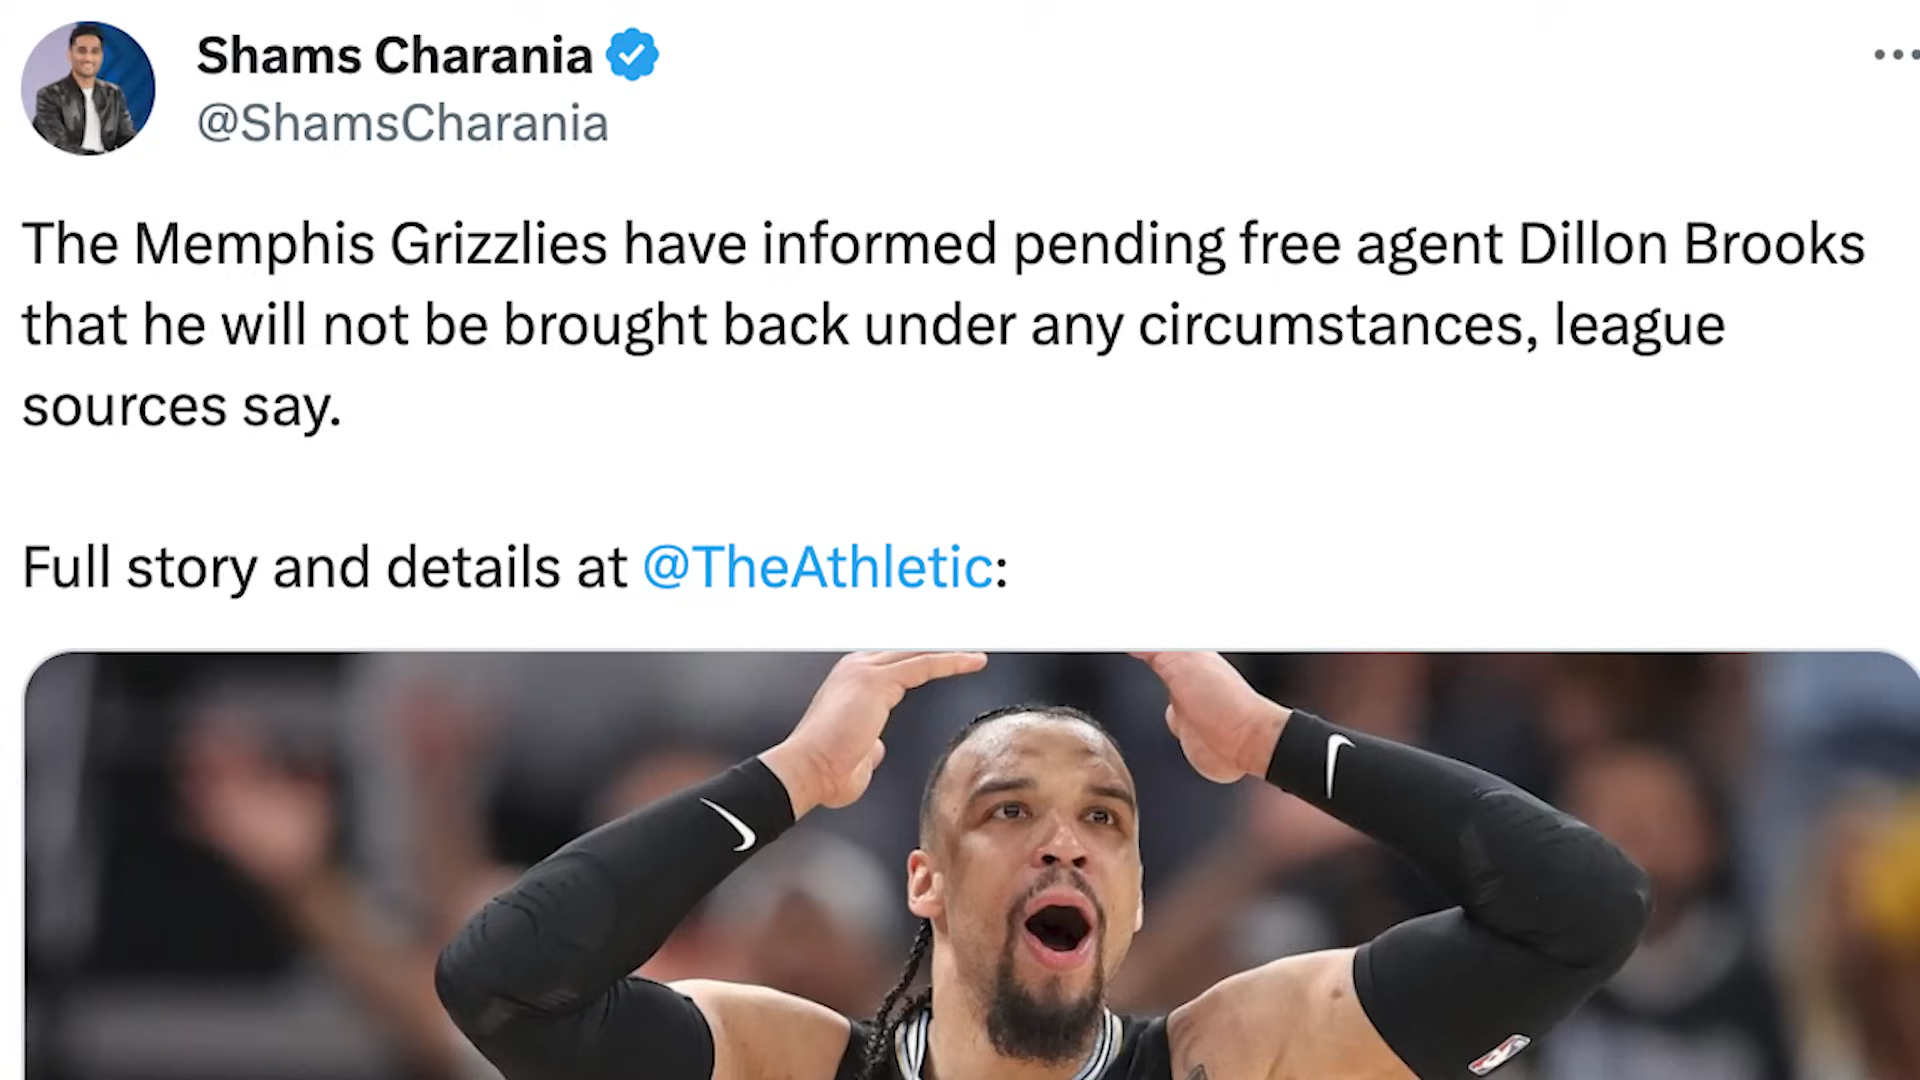 Shams Charania
@ShamsCharania
The Memphis Grizzlies have informed pending free agent Dillon Brooks
that he will not be brought back under any circumstances, league
sources say.
Full story and details at @TheAthletic: